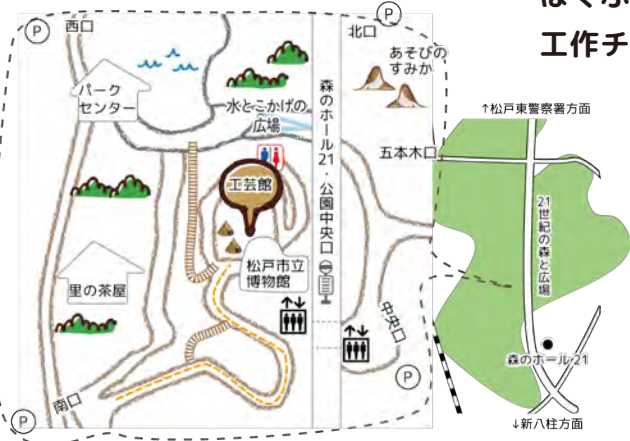 ぼくぶ
工作チ
P
西口
P
北口
あそびの
すみか
パーク
センター
水とこかげの
広場
森のホール21・公園中央口
五本木口
工芸館
松戸市立
博物館
里の茶屋
中央口
南口
P
P
↑松戸東警察署方面
21世紀の森と広場
森のホール21
↓新八柱方面